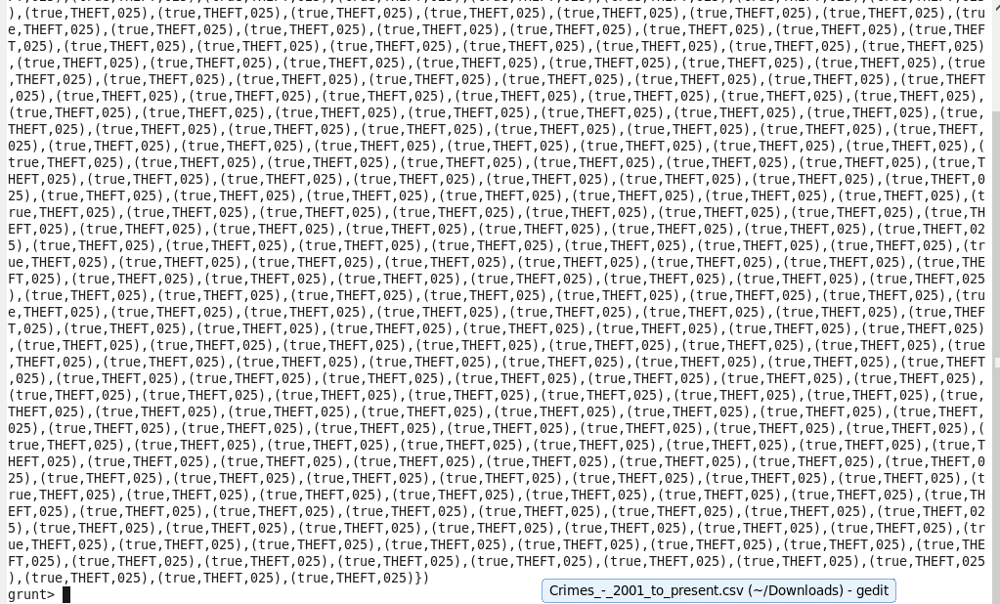 ),(true,THEFT,025),(true,THEFT,025),(true,THEFT,025),(true,THEFT,025),(true,THEFT,025),(true,THEFT,025),(true,THEFT,025),(tru
e,THEFT,025),(true,THEFT,025),(true,THEFT,025),(true,THEFT,025),(true,THEFT,025),(true,THEFT,025),(true,THEFT,025),(true,THEF
T,025),(true,THEFT,025),(true,THEFT,025),(true,THEFT,025),(true,THEFT,025),(true,THEFT,025),(true,THEFT,025),(true,THEFT,025)
,(true,THEFT,025),(true,THEFT,025),(true,THEFT,025),(true,THEFT,025),(true,THEFT,025),(true,THEFT,025),(true,THEFT,025),(true
,THEFT,025),(true,THEFT,025),(true,THEFT,025),(true,THEFT,025),(true,THEFT,025),(true,THEFT,025),(true,THEFT,025),(true,THEFT
,025),(true,THEFT,025),(true,THEFT,025),(true,THEFT,025),(true,THEFT,025),(true,THEFT,025),(true,THEFT,025),(true,THEFT,025),
(true,THEFT,025),(true,THEFT,025),(true,THEFT,025),(true,THEFT,025),(true,THEFT,025),(true,THEFT,025),(true,THEFT,025),(true,
THEFT,025),(true,THEFT,025),(true,THEFT,025),(true,THEFT,025),(true,THEFT,025),(true,THEFT,025),(true,THEFT,025),(true,THEFT,
025),(true,THEFT,025),(true,THEFT,025),(true,THEFT,025),(true,THEFT,025),(true,THEFT,025),(true,THEFT,025),(true,THEFT,025),(
true,THEFT,025),(true,THEFT,025),(true,THEFT,025),(true,THEFT,025),(true,THEFT,025),(true,THEFT,025),(true,THEFT,025),(true,T
HEFT,025),(true,THEFT,025),(true,THEFT,025),(true,THEFT,025),(true,THEFT,025),(true,THEFT,025),(true,THEFT,025),(true,THEFT,0
25),(true,THEFT,025),(true,THEFT,025),(true,THEFT,025),(true,THEFT,025),(true,THEFT,025),(true,THEFT,025),(true,THEFT,025),(t
rue,THEFT,025),(true,THEFT,025),(true,THEFT,025),(true,THEFT,025),(true,THEFT,025),(true,THEFT,025),(true,THEFT,025),(true,TH
EFT,025),(true,THEFT,025),(true,THEFT,025),(true,THEFT,025),(true,THEFT,025),(true,THEFT,025),(true,THEFT,025),(true,THEFT,02
5),(true,THEFT,025),(true,THEFT,025),(true,THEFT,025),(true,THEFT,025),(true,THEFT,025),(true,THEFT,025),(true,THEFT,025),(tr
ue,THEFT,025),(true,THEFT,025),(true,THEFT,025),(true,THEFT,025),(true,THEFT,025),(true,THEFT,025),(true,THEFT,025),(true,THE
FT,025),(true,THEFT,025),(true,THEFT,025),(true,THEFT,025),(true,THEFT,025),(true,THEFT,025),(true,THEFT,025),(true,THEFT,025
),(true,THEFT,025),(true,THEFT,025),(true,THEFT,025),(true,THEFT,025),(true,THEFT,025),(true,THEFT,025),(true,THEFT,025),(tru
e,THEFT,025),(true,THEFT,025),(true,THEFT,025),(true,THEFT,025),(true,THEFT,025),(true,THEFT,025),(true,THEFT,025),(true,THEF
T,025),(true,THEFT,025),(true,THEFT,025),(true,THEFT,025),(true,THEFT,025),(true,THEFT,025),(true,THEFT,025),(true,THEFT,025)
,(true,THEFT,025),(true,THEFT,025),(true,THEFT,025),(true,THEFT,025),(true,THEFT,025),(true,THEFT,025),(true,THEFT,025),(true
,THEFT,025),(true,THEFT,025),(true,THEFT,025),(true,THEFT,025),(true,THEFT,025),(true,THEFT,025),(true,THEFT,025),(true,THEFT
,025),(true,THEFT,025),(true,THEFT,025),(true,THEFT,025),(true,THEFT,025),(true,THEFT,025),(true,THEFT,025),(true,THEFT,025),
(true,THEFT,025),(true,THEFT,025),(true,THEFT,025),(true,THEFT,025),(true,THEFT,025),(true,THEFT,025),(true,THEFT,025),(true,
THEFT,025),(true,THEFT,025),(true,THEFT,025),(true,THEFT,025),(true,THEFT,025),(true,THEFT,025),(true,THEFT,025),(true,THEFT,
025),(true,THEFT,025),(true,THEFT,025),(true,THEFT,025),(true,THEFT,025),(true,THEFT,025),(true,THEFT,025),(true,THEFT,025),(
true,THEFT,025),(true,THEFT,025),(true,THEFT,025),(true,THEFT,025),(true,THEFT,025),(true,THEFT,025),(true,THEFT,025),(true,T
HEFT,025),(true,THEFT,025),(true,THEFT,025),(true,THEFT,025),(true,THEFT,025),(true,THEFT,025),(true,THEFT,025),(true,THEFT,0
25),(true,THEFT,025),(true,THEFT,025),(true,THEFT,025),(true,THEFT,025),(true,THEFT,025),(true,THEFT,025),(true,THEFT,025),(t
rue,THEFT,025),(true,THEFT,025),(true,THEFT,025),(true,THEFT,025),(true,THEFT,025),(true,THEFT,025),(true,THEFT,025),(true,TH
EFT,025),(true,THEFT,025),(true,THEFT,025),(true,THEFT,025),(true,THEFT,025),(true,THEFT,025),(true,THEFT,025),(true,THEFT,02
5),(true,THEFT,025),(true,THEFT,025),(true,THEFT,025),(true,THEFT,025),(true,THEFT,025),(true,THEFT,025),(true,THEFT,025),(tr
ue,THEFT,025),(true,THEFT,025),(true,THEFT,025),(true,THEFT,025),(true,THEFT,025),(true,THEFT,025),(true,THEFT,025),(true,THE
FT,025),(true,THEFT,025),(true,THEFT,025),(true,THEFT,025),(true,THEFT,025),(true,THEFT,025),(true,THEFT,025),(true,THEFT,025
),(true,THEFT,025),(true,THEFT,025),(true,THEFT,025)})
grunt>
Crimes_-_2001_to_present.csv (~/Downloads) - gedit